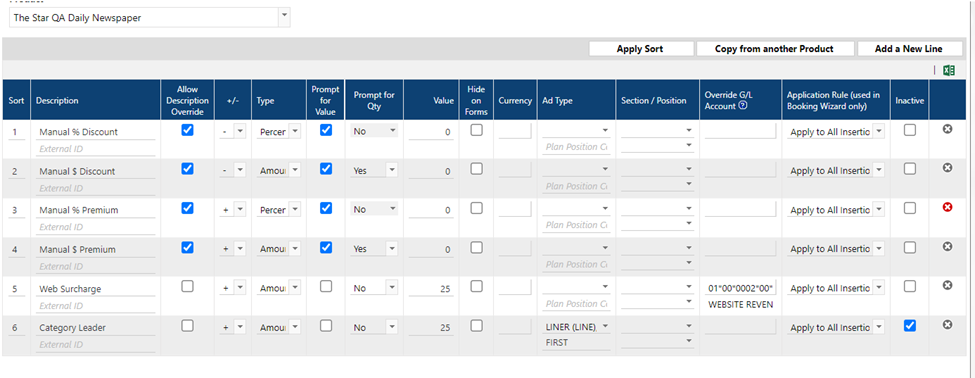 The Star QA Daily Newspaper
Apply Sort Copy from another Product Add a New Line
Sort Description Allow Description Override +/- Type Prompt for Value Prompt for Qty Value Hide on Forms Currency Ad Type Section / Position Override G/L Account Application Rule (used in Booking Wizard only) Inactive
1 Manual % Discount - Percer No 0 Apply to All Insertio
External ID Plan Position C
2 Manual $ Discount - Amou Yes 0 Apply to All Insertio
External ID Plan Position C
3 Manual % Premium + Percer No 0 Apply to All Insertio
External ID Plan Position C
4 Manual $ Premium + Amou Yes 0 Apply to All Insertio
External ID Plan Position C
5 Web Surcharge + Amou No 25 01*00*0002*00* Apply to All Insertio
External ID Plan Position C WEBSITE REVEN
6 Category Leader + Amou No 25 LINER (LINE) Apply to All Insertio
External ID FIRST